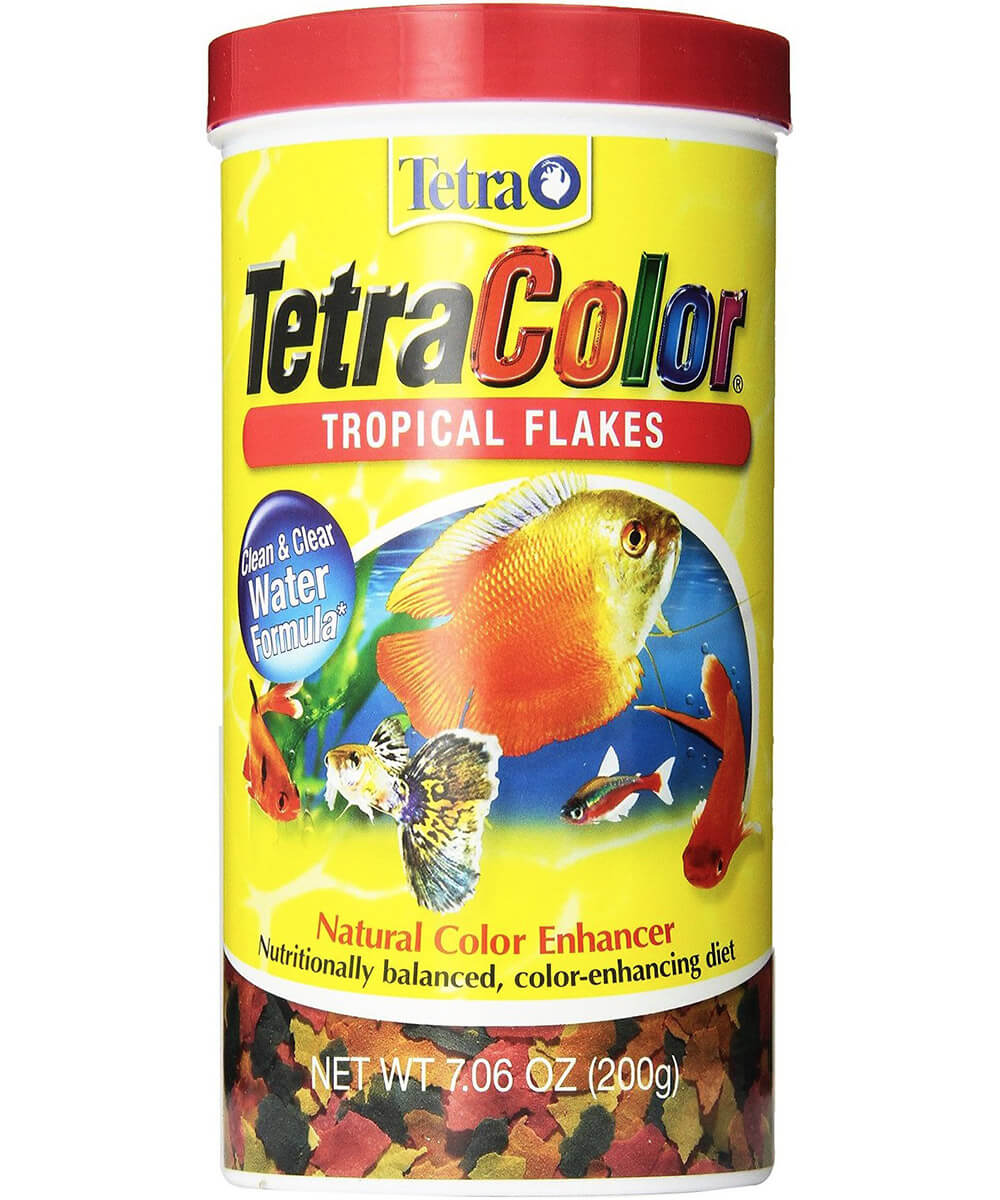 Tetra
TetraColor®
TROPICAL FLAKES
Clean & Clear
Water
Formula*
Natural Color Enhancer
Nutritionally balanced, color-enhancing diet
NET WT 7.06 OZ (200g)